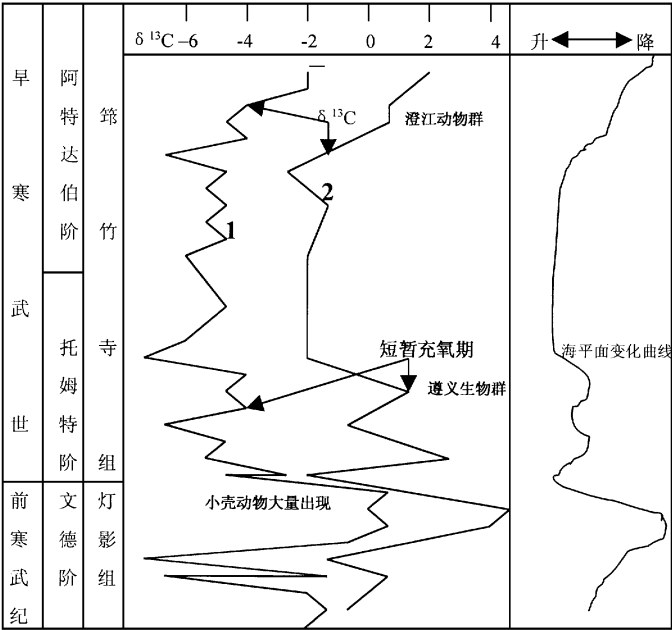 δ ¹³C –6 -4 -2 0 2 4
升 降
早寒武世
前寒武纪
阿特达伯阶
托姆特阶
文德阶
筇竹寺组
灯影组
δ ¹³C
澄江动物群
2
1
短暂充氧期
海平面变化曲线
遵义生物群
小壳动物大量出现